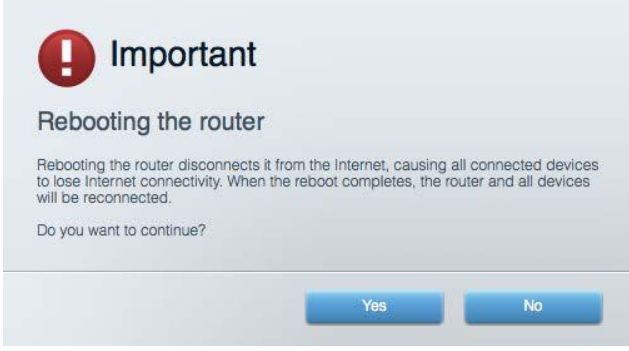 Important
Rebooting the router
Rebooting the router disconnects it from the Internet, causing all connected devices
to lose Internet connectivity. When the reboot completes, the router and all devices
will be reconnected.
Do you want to continue?
Yes No